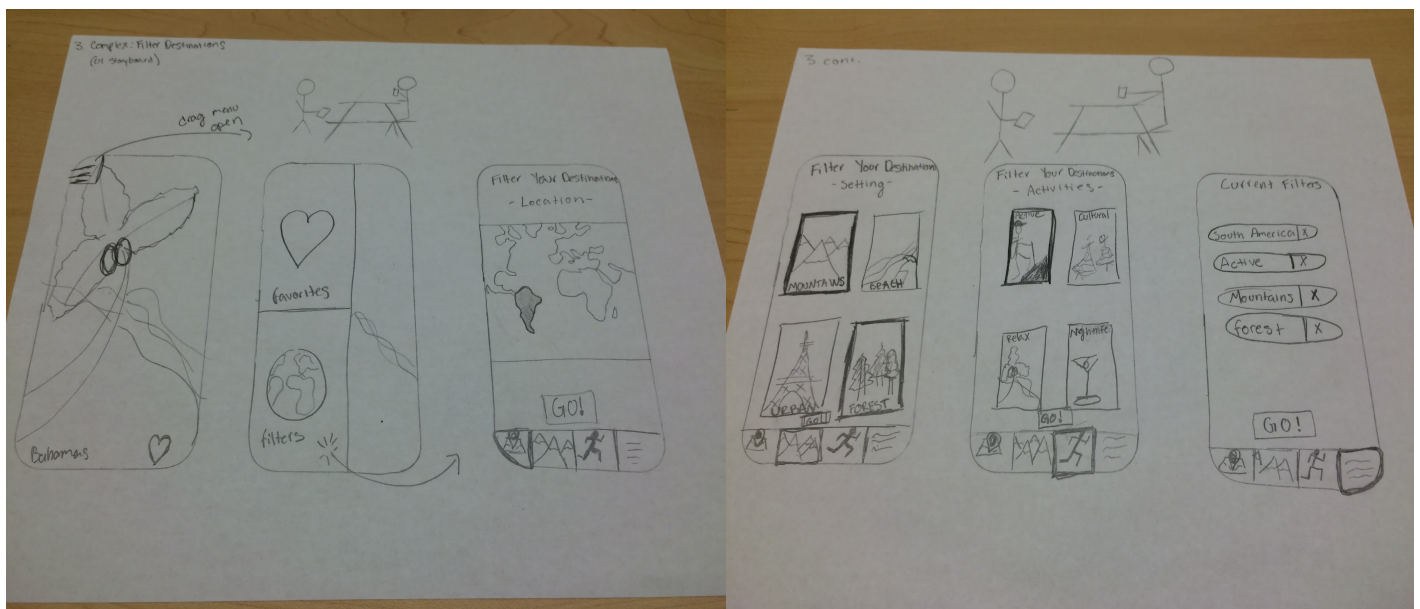 3. Complex: Filter Destinations
(UI Storyboard)
drag menu
open
Bahamas
favorites
filters
Filter Your Destinations
- Location -
GO!
3 cont.
Filter Your Destinations
- Setting -
MOUNTAINS
BEACH
URBAN
FOREST
GO!
Filter Your Destinations
- Activities -
Active
Cultural
Relax
Nightlife
GO!
Current Filters
South America x
Active x
Mountains x
forest x
GO!